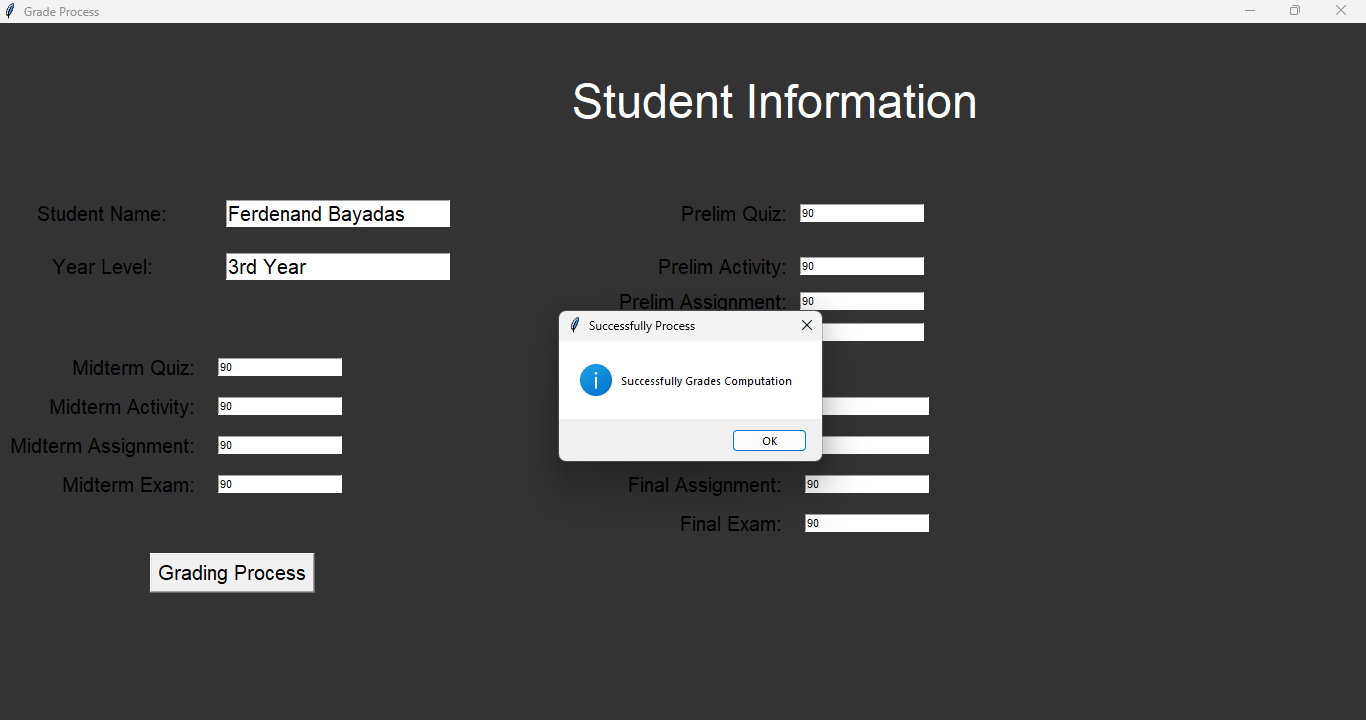 Grade Process
Student Information
Student Name: Ferdenand Bayadas
Year Level: 3rd Year
Prelim Quiz: 90
Prelim Activity: 90
Prelim Assignment: 90
Successfully Process
Successfully Grades Computation
OK
Midterm Quiz: 90
Midterm Activity: 90
Midterm Assignment: 90
Midterm Exam: 90
Final Assignment: 90
Final Exam: 90
Grading Process